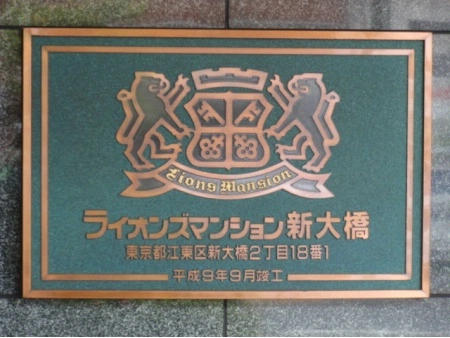 Lions Mansion
ライオンズマンション新大橋
東京都江東区新大橋2丁目18番1
平成9年9月竣工